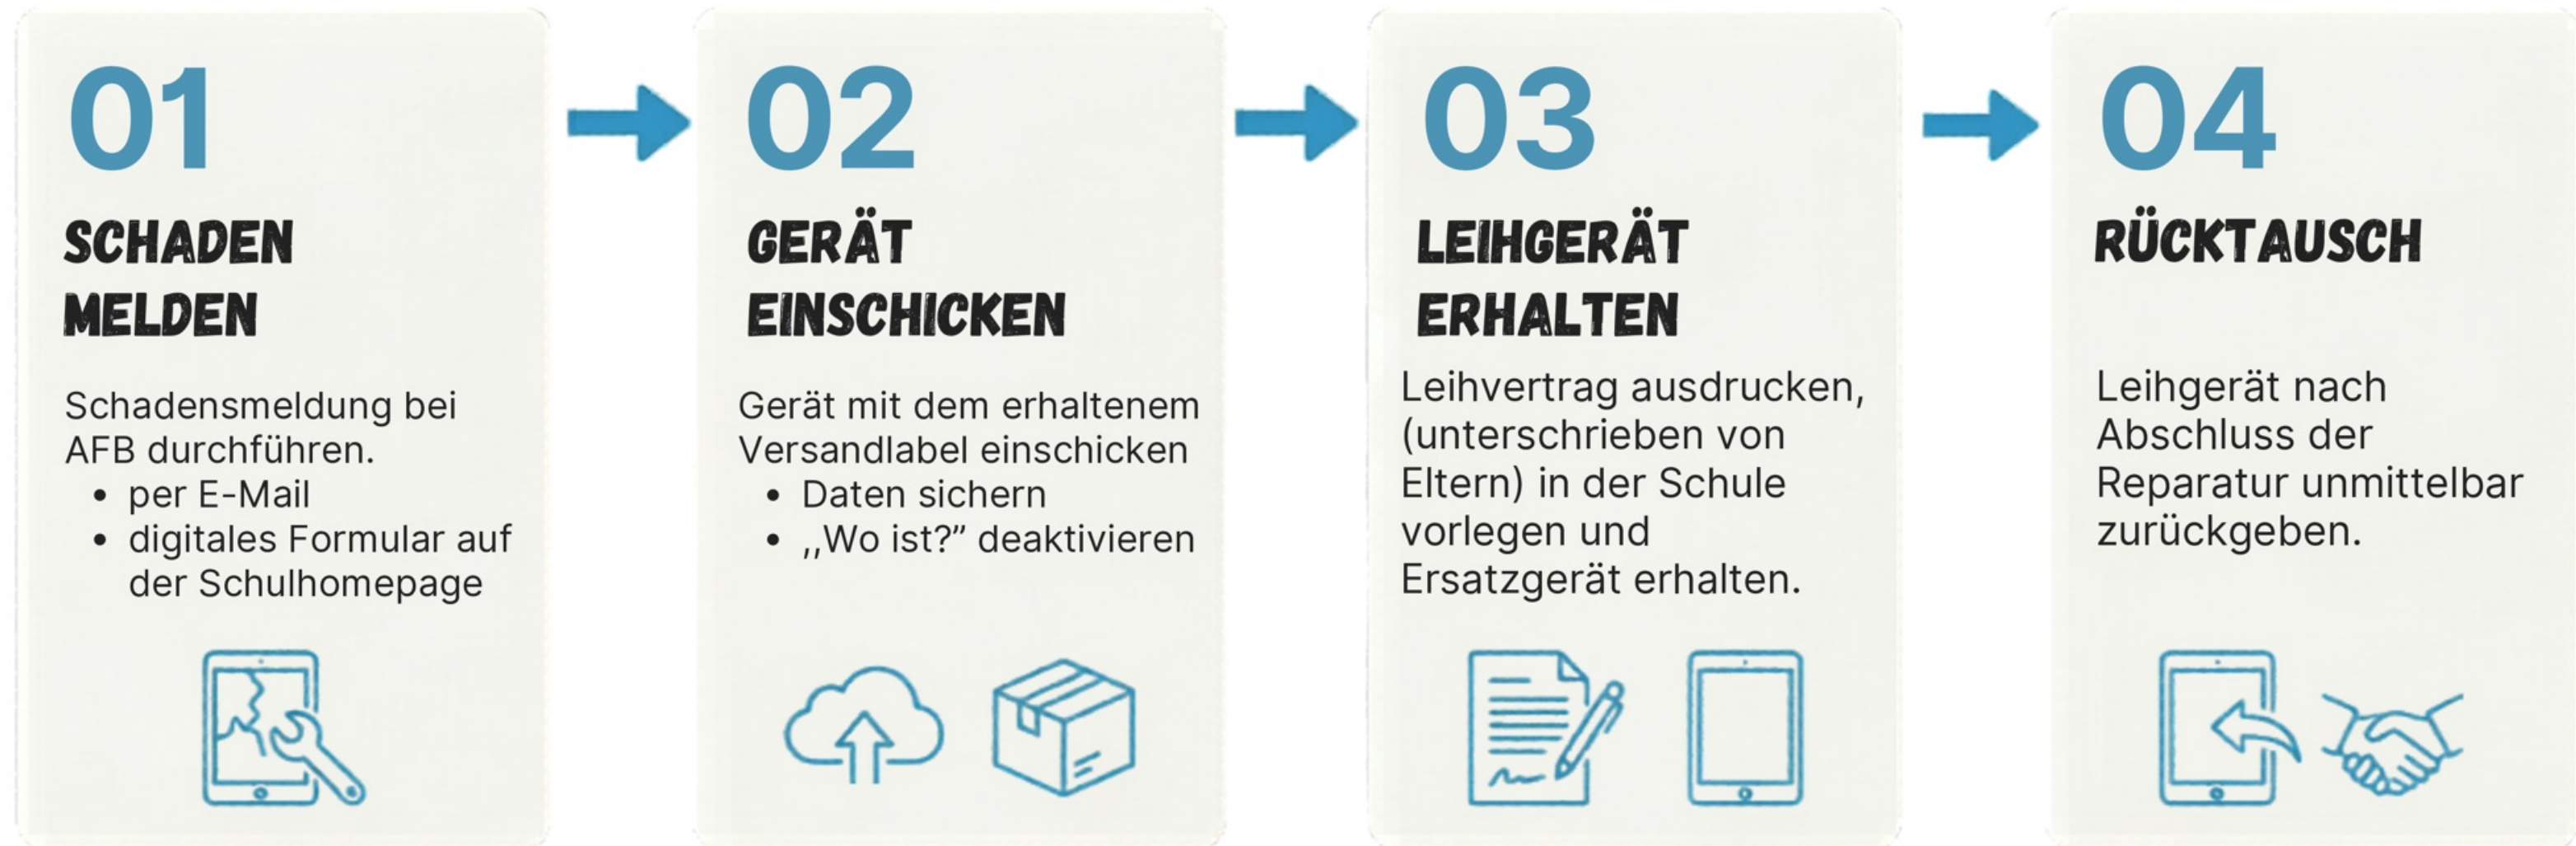 01
SCHADEN
MELDEN
Schadensmeldung bei
AFB durchführen.
• per E-Mail
• digitales Formular auf
der Schulhomepage
02
GERÄT
EINSCHICKEN
Gerät mit dem erhaltenem
Versandlabel einschicken
• Daten sichern
• ,,Wo ist?” deaktivieren
03
LEIHGERÄT
ERHALTEN
Leihvertrag ausdrucken,
(unterschrieben von
Eltern) in der Schule
vorlegen und
Ersatzgerät erhalten.
04
RÜCKTAUSCH
Leihgerät nach
Abschluss der
Reparatur unmittelbar
zurückgeben.